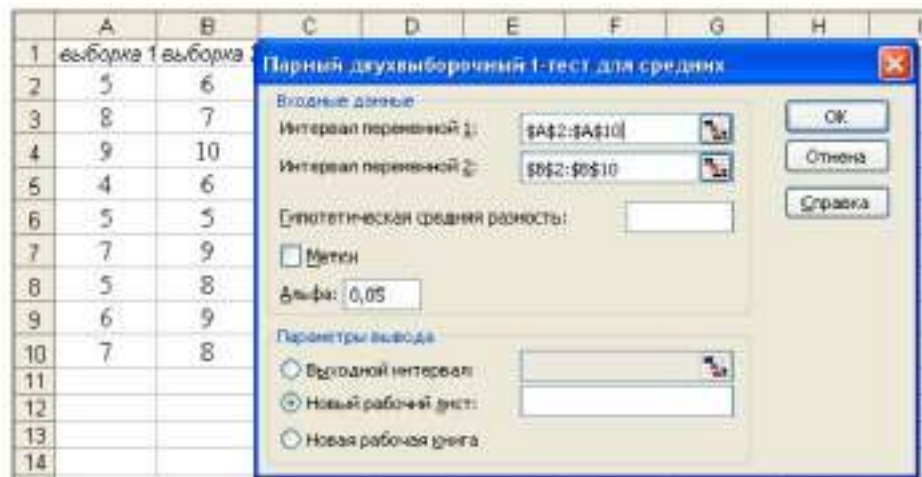 A B C D E F G H
1 выборка 1 выборка
2 5 6
3 8 7
4 9 10
5 4 6
6 5 5
7 7 9
8 5 8
9 6 9
10 7 8
11
12
13
14
Парный двухвыборочный t-тест для средних
Входные данные
Интервал переменной 1: $A$2:$A$10
Интервал переменной 2: $B$2:$B$10
Гипотетическая средняя разность:
Метки
Альфа: 0,05
OK
Отмена
Справка
Параметры вывода
Выходной интервал:
Новый рабочий лист:
Новая рабочая книга